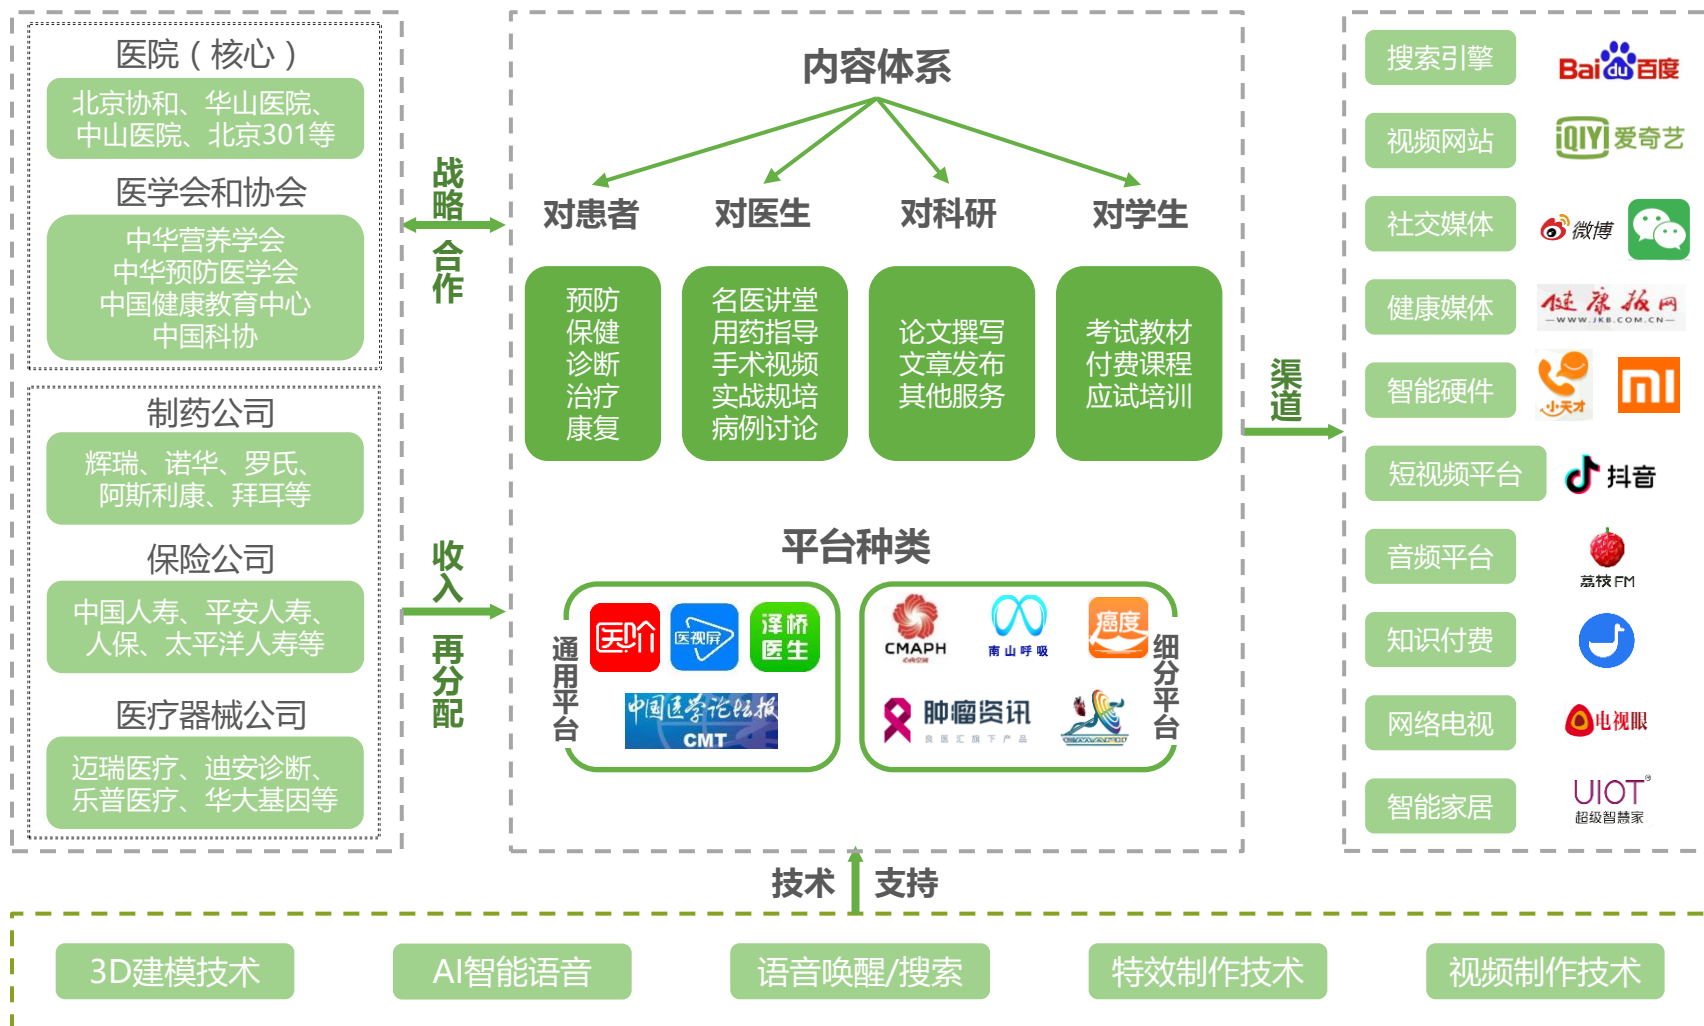 医院（核心）
北京协和、华山医院、
中山医院、北京301等
医学会和协会
中华营养学会
中华预防医学会
中国健康教育中心
中国科协
制药公司
辉瑞、诺华、罗氏、
阿斯利康、拜耳等
保险公司
中国人寿、平安人寿、
人保、太平洋人寿等
医疗器械公司
迈瑞医疗、迪安诊断、
乐普医疗、华大基因等
战略
合作
收入
再分配
内容体系
对患者
对医生
对科研
对学生
预防
保健
诊断
治疗
康复
名医讲堂
用药指导
手术视频
实战规培
病例讨论
论文撰写
文章发布
其他服务
考试教材
付费课程
应试培训
平台种类
通用平台
医阶
医视屏
泽桥
医生
中国医学论坛报
CMT
CMAPH
南山呼吸
癌度
肿瘤资讯
良医汇旗下产品
细分平台
渠道
搜索引擎
Bai du 百度
视频网站
iQIYI 爱奇艺
社交媒体
微博
健康媒体
健康报网
—WWW.JKB.COM.CN—
智能硬件
小天才
mi
短视频平台
抖音
音频平台
荔枝FM
知识付费
网络电视
电视眼
智能家居
UIOT®
超级智慧家
技术 支持
3D建模技术
AI智能语音
语音唤醒/搜索
特效制作技术
视频制作技术